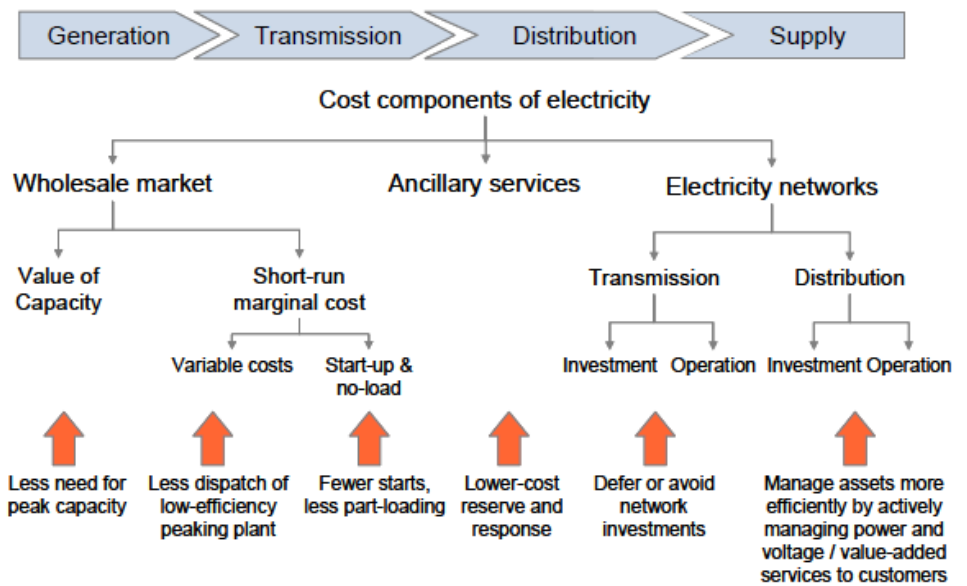 Generation Transmission Distribution Supply
Cost components of electricity
Wholesale market
Ancillary services
Electricity networks
Value of
Capacity
Short-run
marginal cost
Transmission
Distribution
Variable costs
Start-up &
no-load
Investment Operation
Investment Operation
Less need for
peak capacity
Less dispatch of
low-efficiency
peaking plant
Fewer starts,
less part-loading
Lower-cost
reserve and
response
Defer or avoid
network
investments
Manage assets more
efficiently by actively
managing power and
voltage / value-added
services to customers